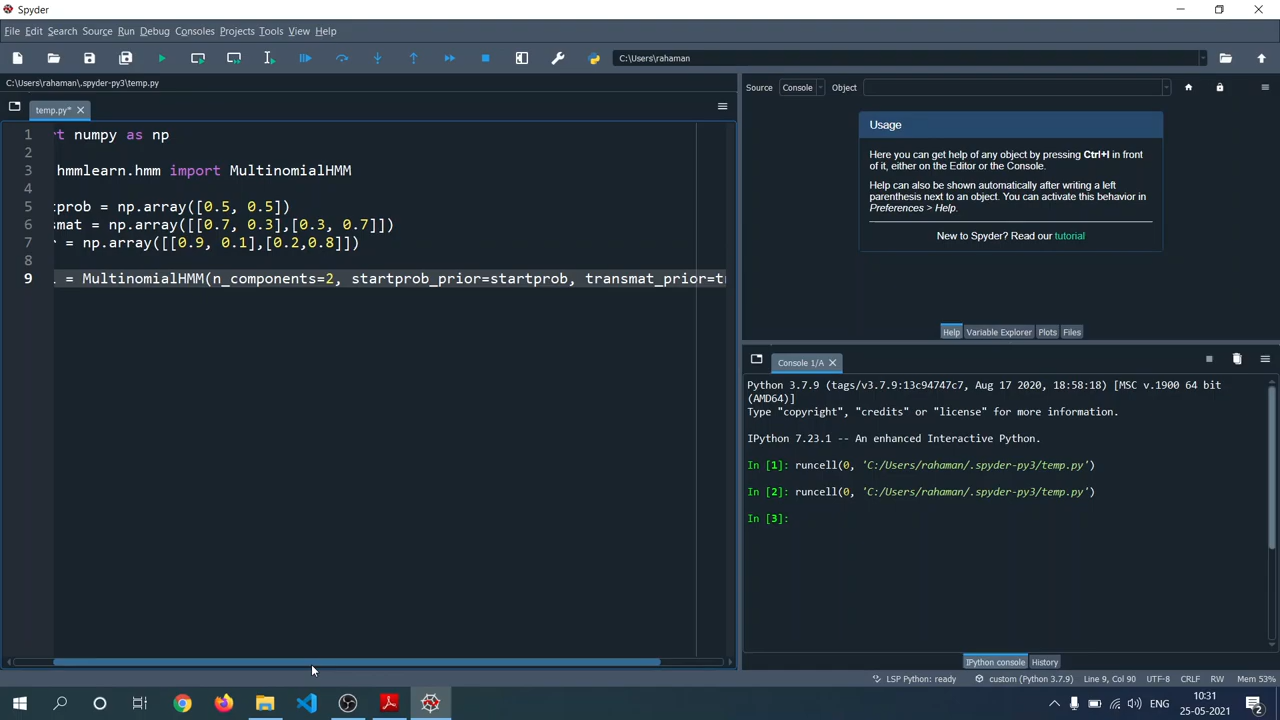 Spyder
File Edit Search Source Run Debug Consoles Projects Tools View Help
C:\Users\rahaman
C:\Users\rahaman\.spyder-py3\temp.py
temp.py*
1 rt numpy as np
2
3 hmmlearn.hmm import MultinomialHMM
4
5 tprob = np.array([0.5, 0.5])
6 smat = np.array([[0.7, 0.3],[0.3, 0.7]])
7 r = np.array([[0.9, 0.1],[0.2,0.8]])
8
9 = MultinomialHMM(n_components=2, startprob_prior=startprob, transmat_prior=t
Source Console Object
Usage
Here you can get help of any object by pressing Ctrl+I in front
of it, either on the Editor or the Console.
Help can also be shown automatically after writing a left
parenthesis next to an object. You can activate this behavior in
Preferences > Help.
New to Spyder? Read our tutorial
Help Variable Explorer Plots Files
Console 1/A
Python 3.7.9 (tags/v3.7.9:13c94747c7, Aug 17 2020, 18:58:18) [MSC v.1900 64 bit
(AMD64)]
Type "copyright", "credits" or "license" for more information.
IPython 7.23.1 -- An enhanced Interactive Python.
In [1]: runcell(0, 'C:/Users/rahaman/.spyder-py3/temp.py')
In [2]: runcell(0, 'C:/Users/rahaman/.spyder-py3/temp.py')
In [3]:
IPython console History
LSP Python: ready custom (Python 3.7.9) Line 9, Col 90 UTF-8 CRLF RW Mem 53%
10:31
25-05-2021
2